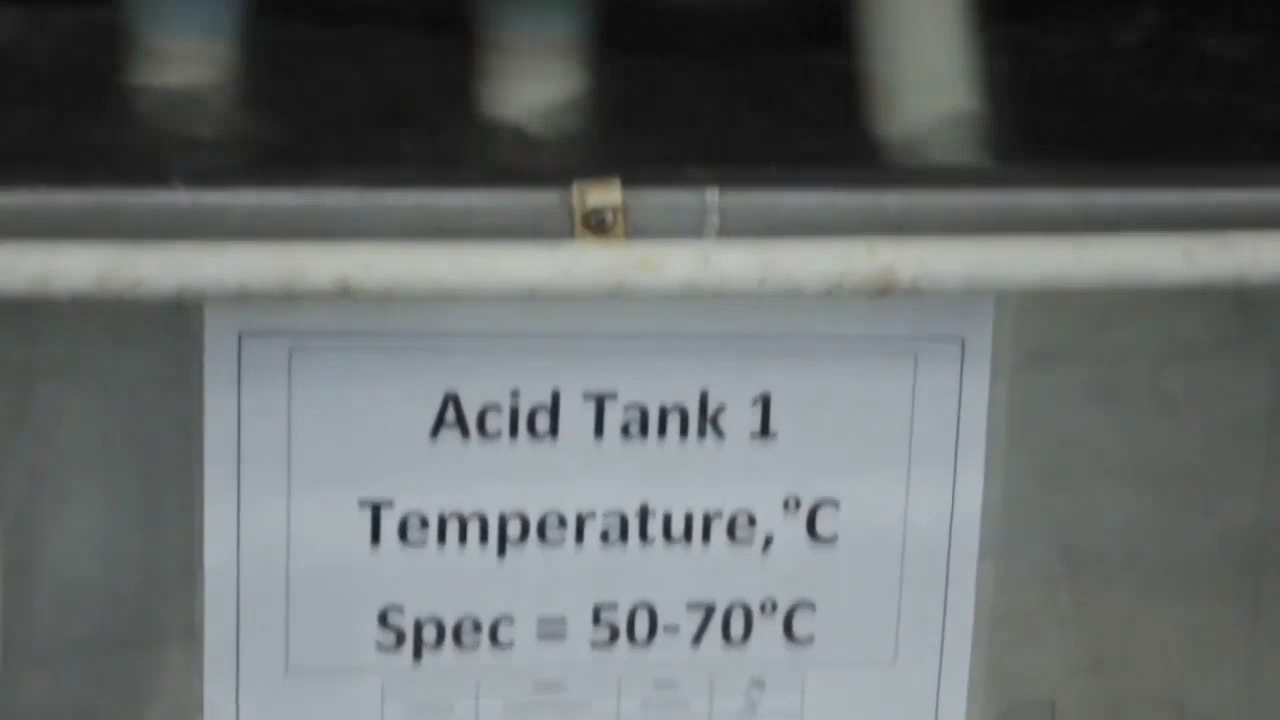 Acid Tank 1
Temperature,°C
Spec = 50-70°C